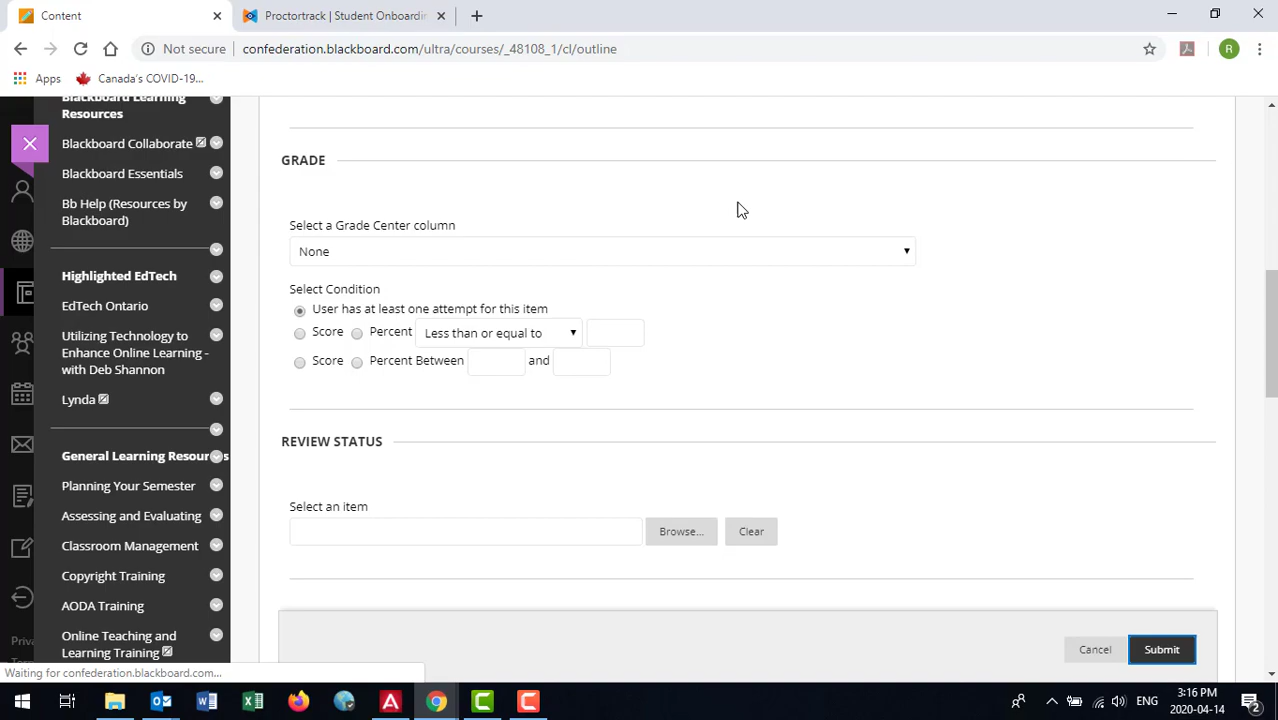 Content
Proctortrack | Student Onboardin
Not secure
confederation.blackboard.com/ultra/courses/_48108_1/cl/outline
R
Apps
Canada's COVID-19...
Blackboard Learning
Resources
Blackboard Collaborate
Blackboard Essentials
Bb Help (Resources by
Blackboard)
Highlighted EdTech
EdTech Ontario
Utilizing Technology to
Enhance Online Learning -
with Deb Shannon
Lynda
General Learning Resources
Planning Your Semester
Assessing and Evaluating
Classroom Management
Copyright Training
AODA Training
Online Teaching and
Learning Training
Priva
GRADE
Select a Grade Center column
None
Select Condition
User has at least one attempt for this item
Score Percent Less than or equal to
Score Percent Between and
REVIEW STATUS
Select an item
Browse... Clear
Cancel Submit
Waiting for confederation.blackboard.com...
ENG
3:16 PM
2020-04-14
2